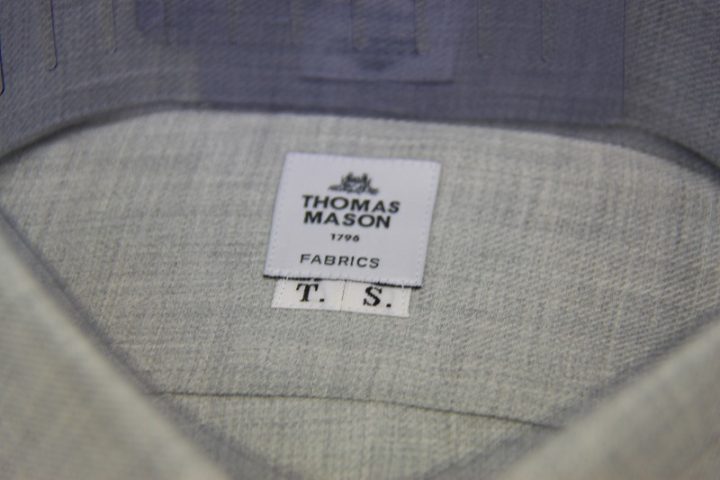 THOMAS
MASON
1796
FABRICS
T. S.